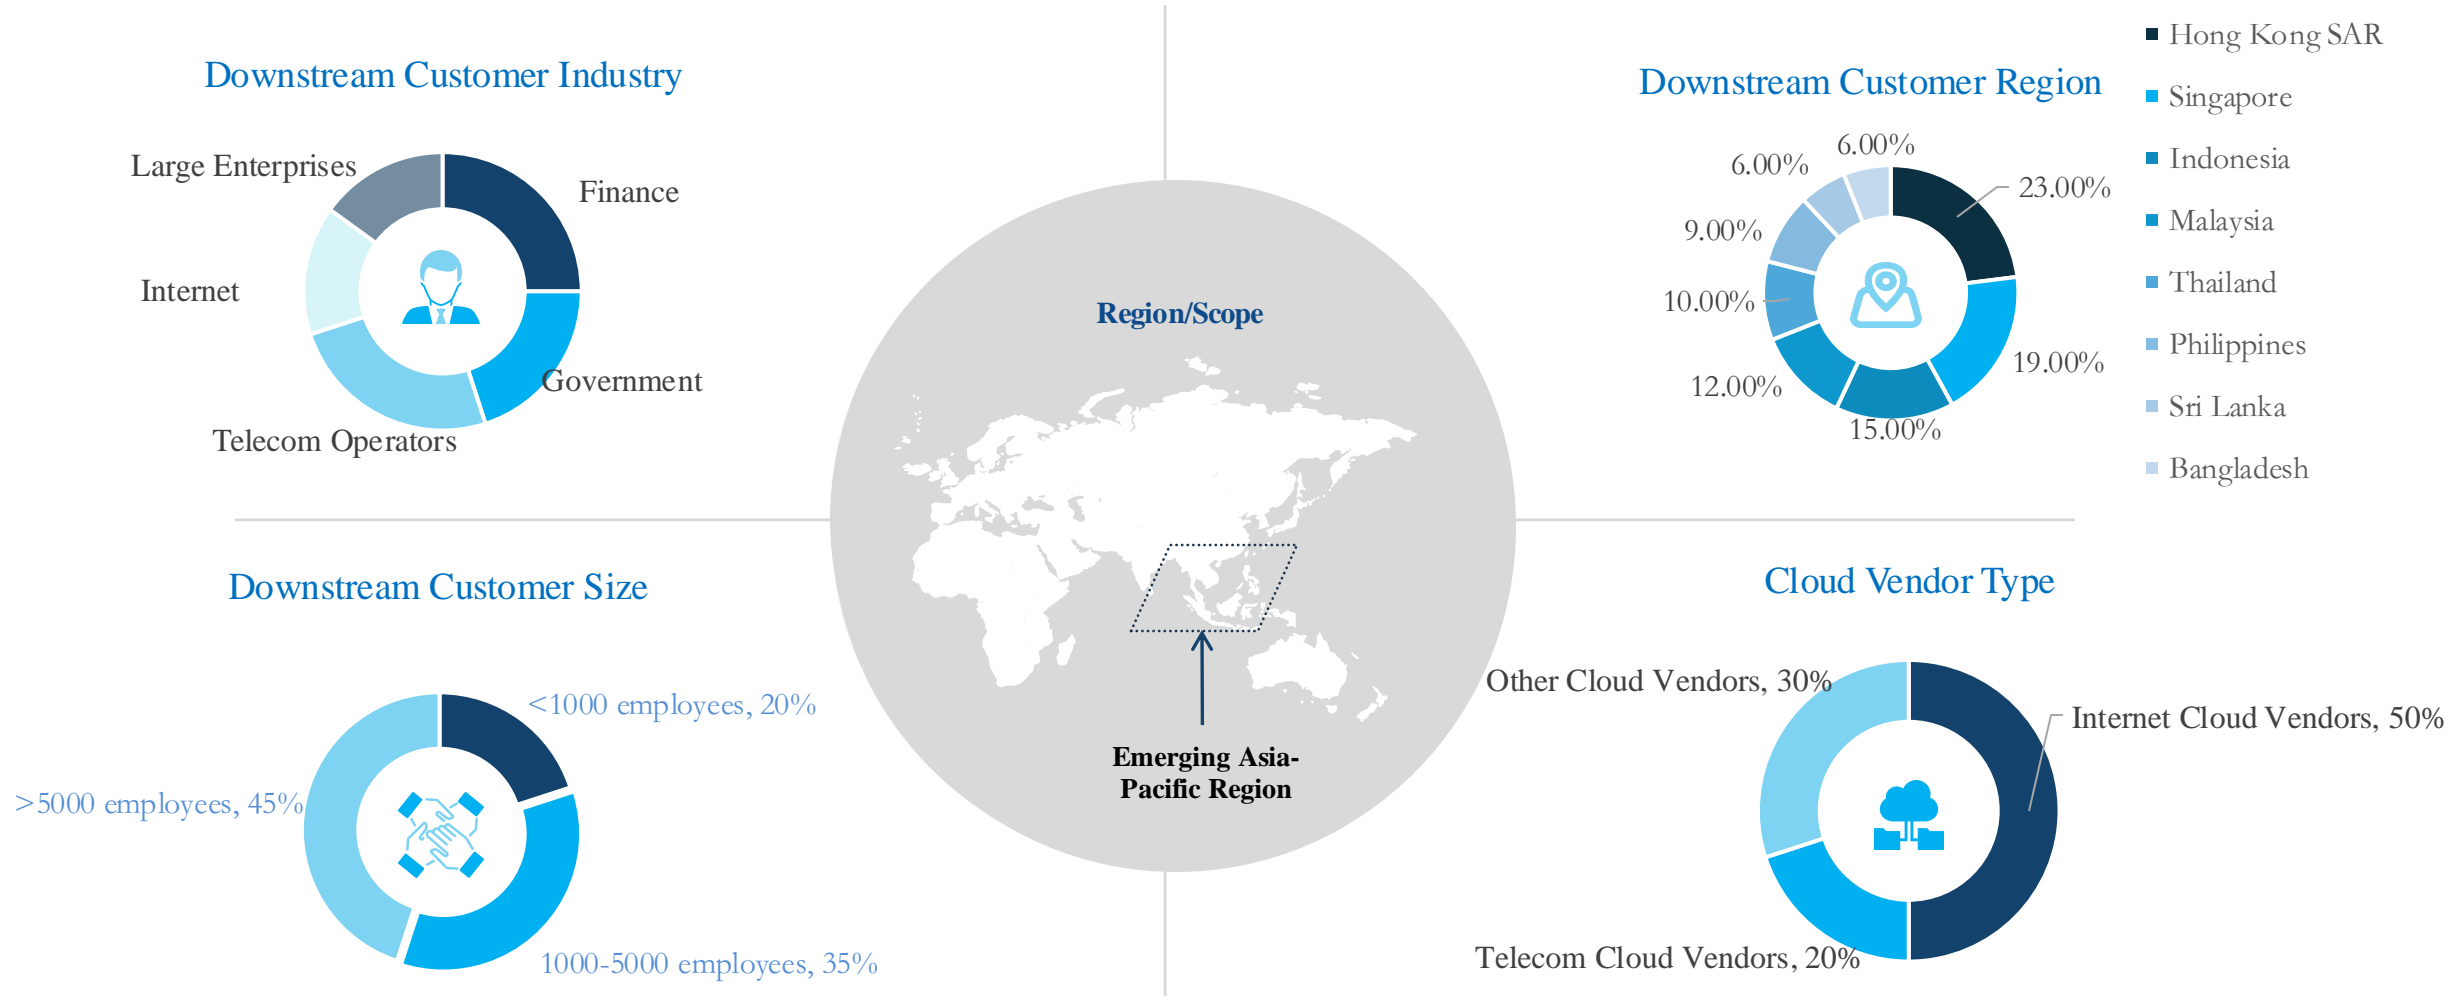 Downstream Customer Industry
Large Enterprises
Finance
Internet
Government
Telecom Operators
Downstream Customer Region
6.00%
6.00%
23.00%
9.00%
10.00%
19.00%
12.00%
15.00%
Hong Kong SAR
Singapore
Indonesia
Malaysia
Thailand
Philippines
Sri Lanka
Bangladesh
Region/Scope
Emerging Asia-
Pacific Region
Downstream Customer Size
<1000 employees, 20%
>5000 employees, 45%
1000-5000 employees, 35%
Cloud Vendor Type
Other Cloud Vendors, 30%
Internet Cloud Vendors, 50%
Telecom Cloud Vendors, 20%